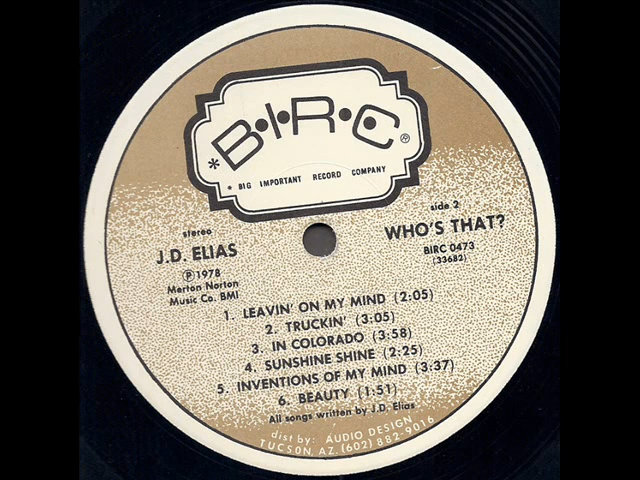 *B•I•R•C®
* BIG IMPORTANT RECORD COMPANY
stereo
J.D. ELIAS
Ⓟ 1978
Merton Norton
Music Co. BMI
side 2
WHO'S THAT?
BIRC 0473
(33682)
1. LEAVIN' ON MY MIND (2:05)
2. TRUCKIN' (3:05)
3. IN COLORADO (3:58)
4. SUNSHINE SHINE (2:25)
5. INVENTIONS OF MY MIND (3:37)
6. BEAUTY (1:51)
All songs written by J.D. Elias
dist by: AUDIO DESIGN
TUCSON, AZ. (602) 882-9016